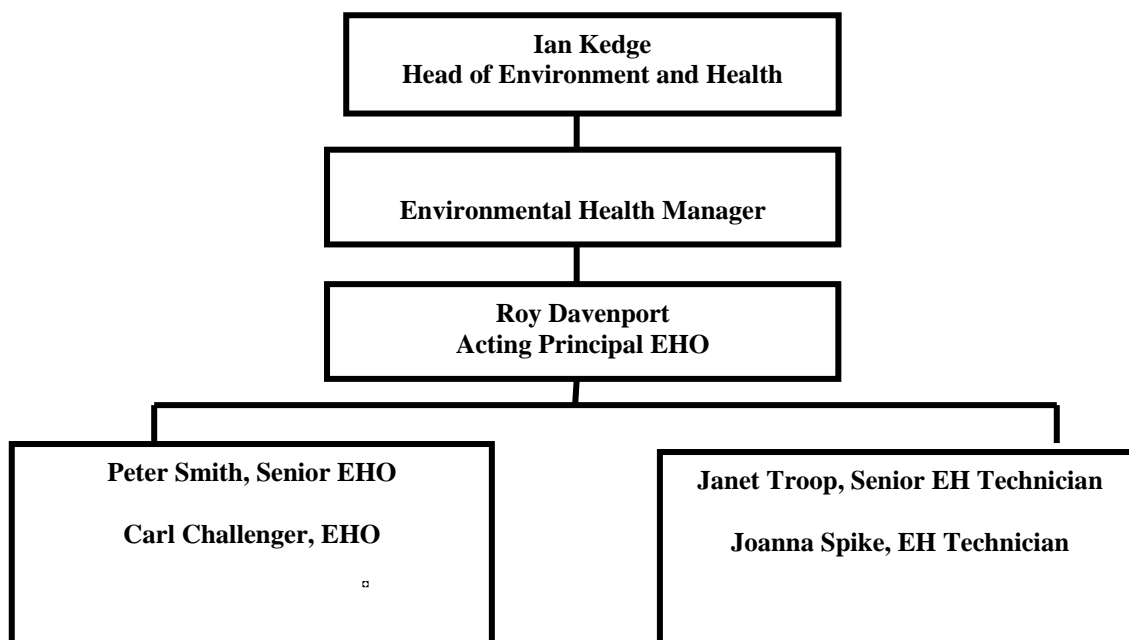 Ian Kedge
Head of Environment and Health
Environmental Health Manager
Roy Davenport
Acting Principal EHO
Peter Smith, Senior EHO
Carl Challenger, EHO
Janet Troop, Senior EH Technician
Joanna Spike, EH Technician